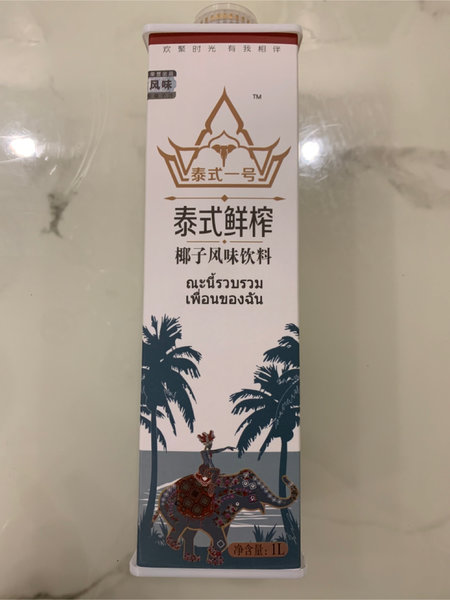 欢聚时光 有我相伴
风味
TM
泰式一号
泰式鲜榨
椰子风味饮料
ณะนี้รวบรวม
เพื่อนของฉัน
净含量：1L